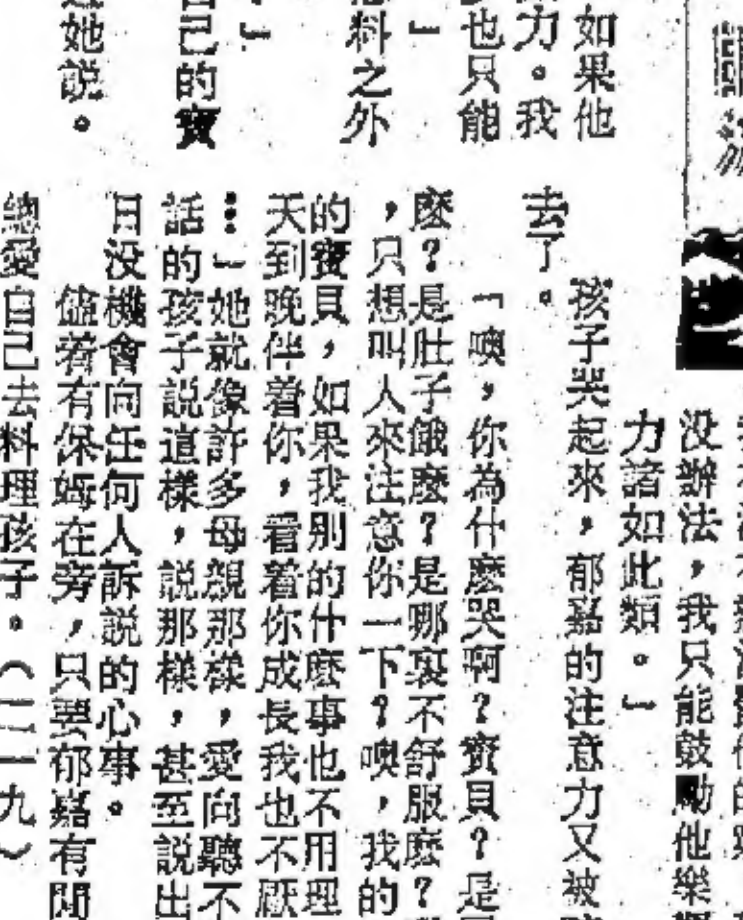 如果他
力。我
也只能
」
料之外
」
己的寶
她說。
没辦法，我只能鼓勵他樂
力諸如此類。」
孩子哭起來，郁嘉的注意力又被
去了。
「噢，你為什麽哭啊？寶貝？是
麽？是肚子餓麽？是哪裏不舒服麽？
，只想叫人來注意你一下？噢，我的
的寶貝，如果我別的什麽事也不用理
天到晚伴着你，看着你成長我也不厭
…」她就像許多母親那樣，愛向聽不
話的孩子說這樣，說那樣，甚至說出
日没機會向任何人訴說的心事。
儘着有保姆在旁，只要郁嘉有閒
總愛自己去料理孩子。（二一九）